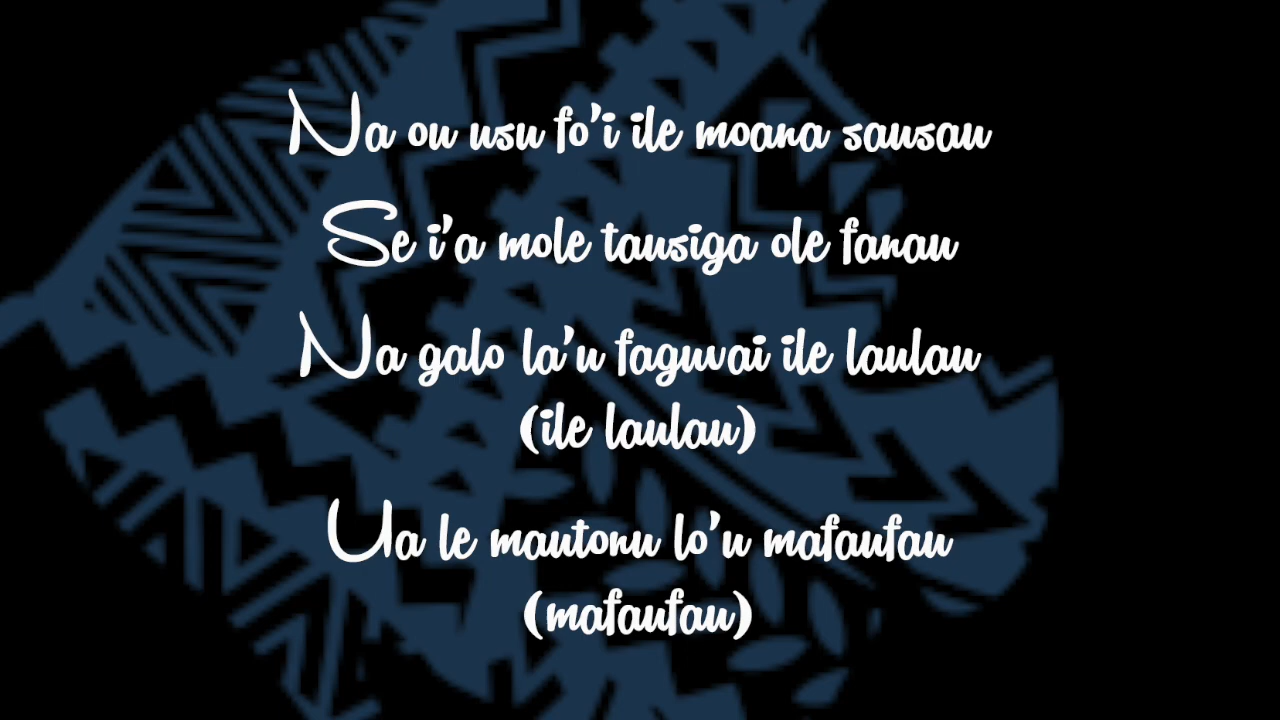 Na ou usu fo'i ile moana sausau
Se i'a mole tausiga ole fanau
Na galo la'u faguvai ile laulau
(ile laulau)
Ua le mautonu lo'u mafaufau
(mafaufau)